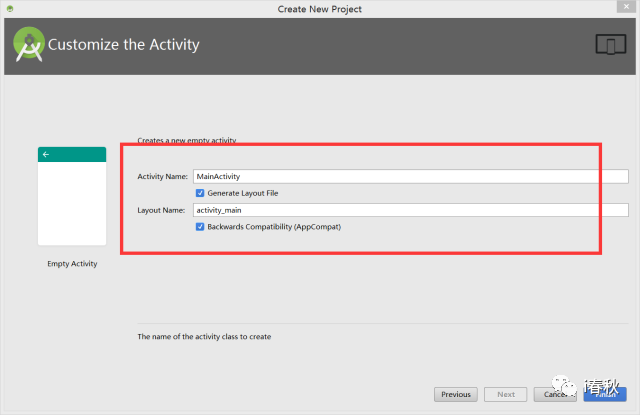 Create New Project
Customize the Activity
Creates a new empty activity
Activity Name: MainActivity
Generate Layout File
Layout Name: activity_main
Backwards Compatibility (AppCompat)
Empty Activity
The name of the activity class to create
Previous Next Cancel Finish
i春秋